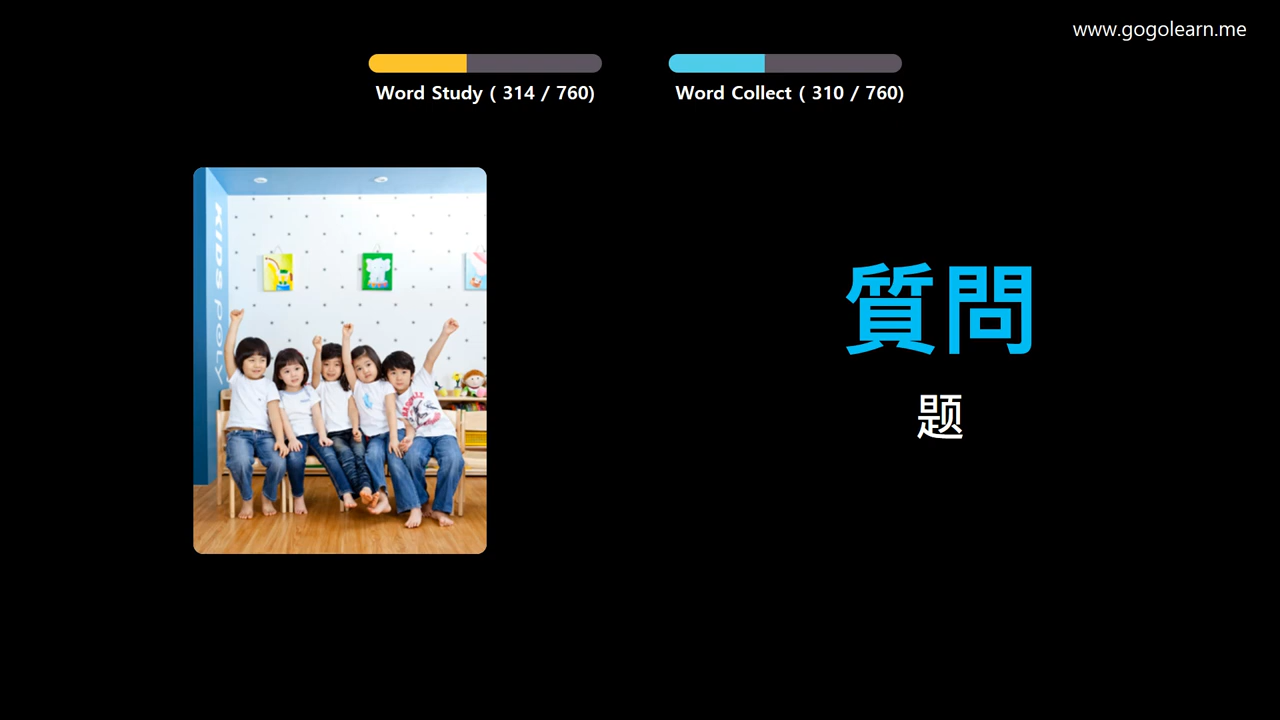 www.gogolearn.me
Word Study ( 314 / 760)
Word Collect ( 310 / 760)
KIDS POLY
質問
题